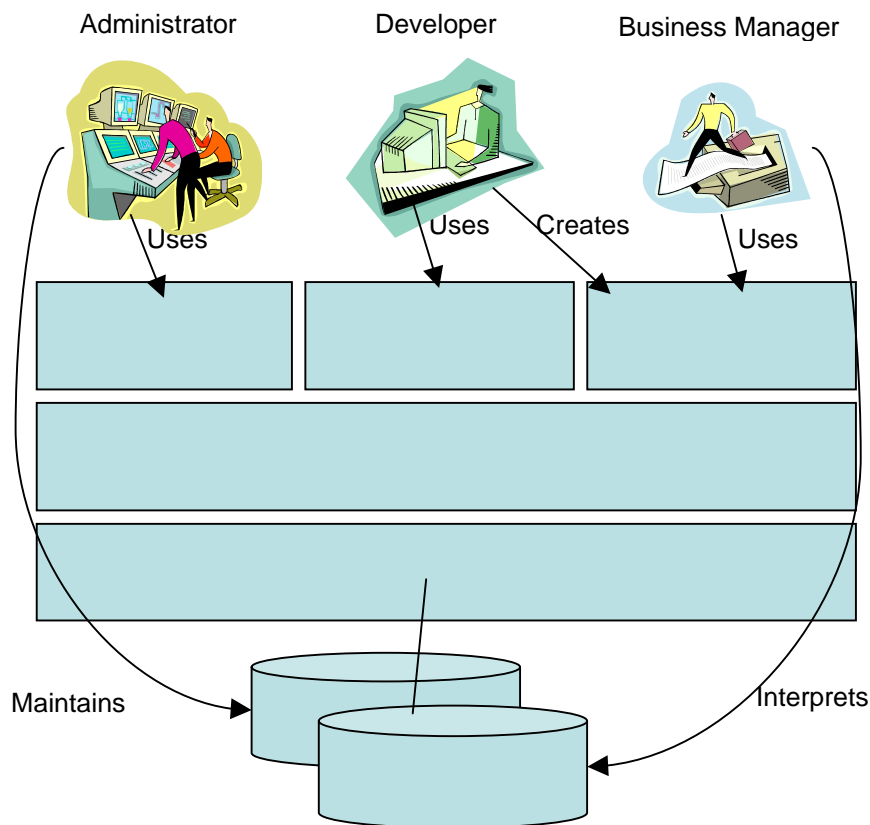 Administrator
Developer
Business Manager
Uses
Uses
Creates
Uses
Maintains
Interprets